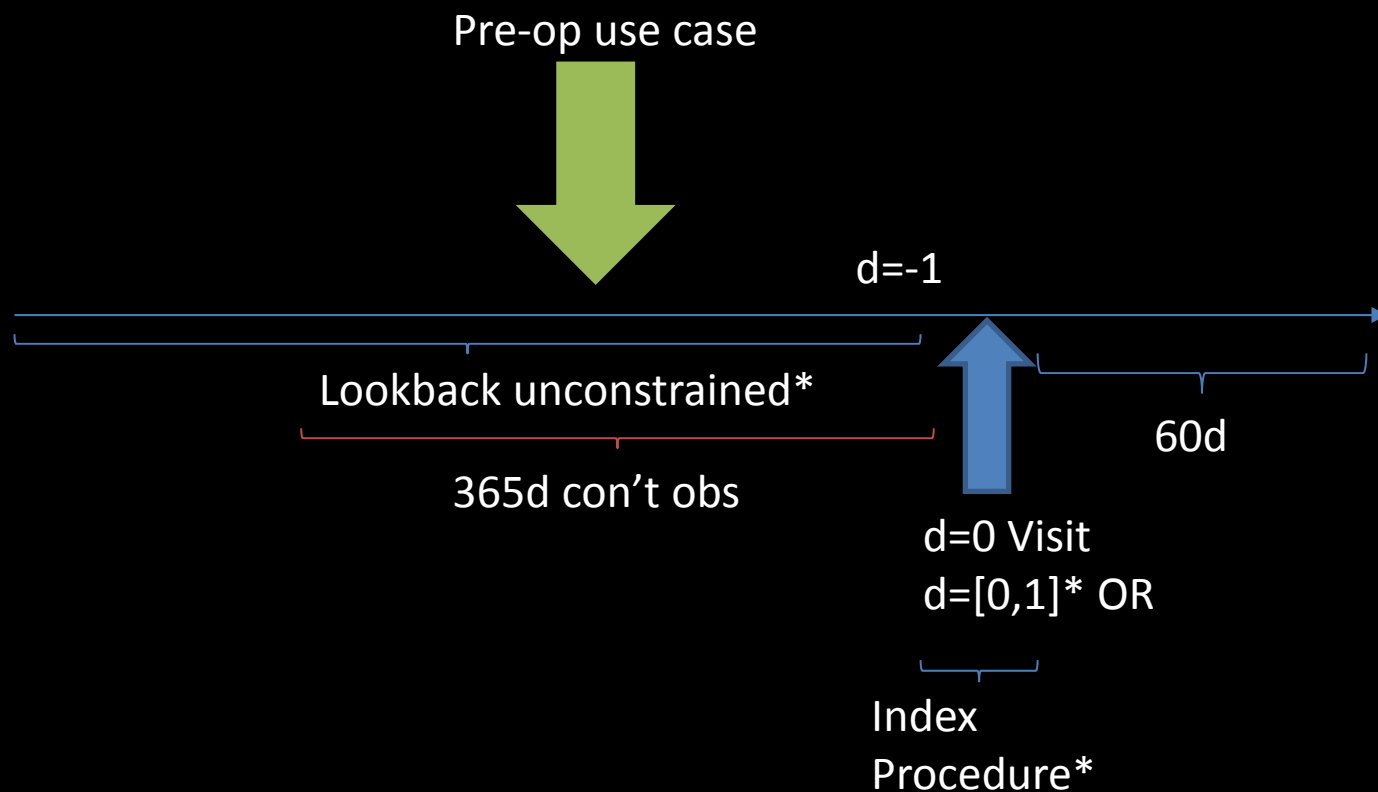 Pre-op use case
d=-1
Lookback unconstrained*
60d
365d con’t obs
d=0 Visit
d=[0,1]* OR
Index
Procedure*